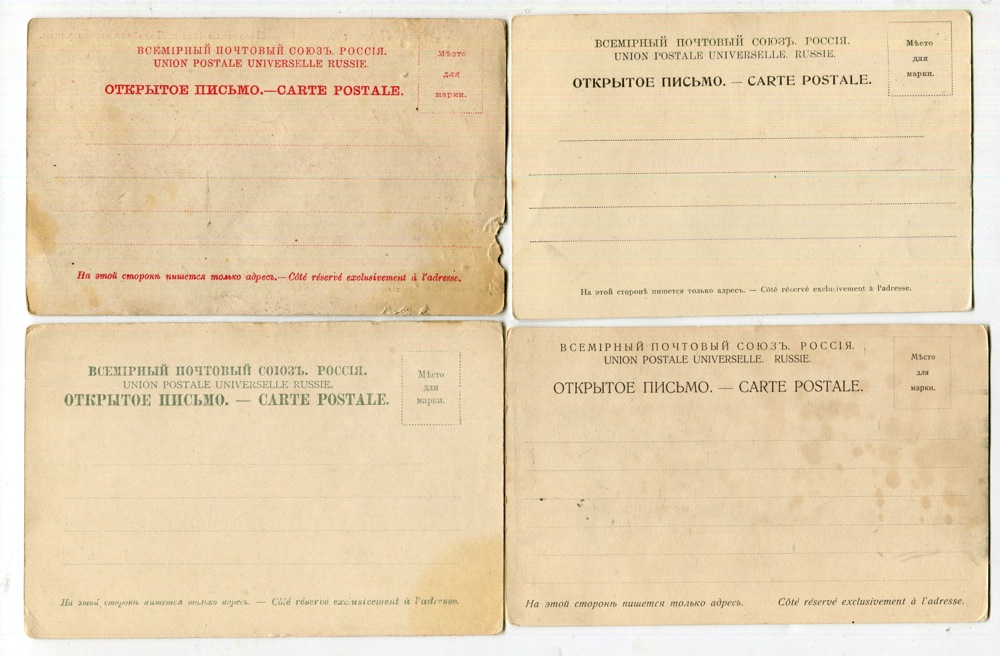 ВСЕМІРНЫЙ ПОЧТОВЫЙ СОЮЗЪ. РОССІЯ.
UNION POSTALE UNIVERSELLE RUSSIE.
ОТКРЫТОЕ ПИСЬМО.—CARTE POSTALE.
Мѣсто
для
марки.
На этой сторонѣ пишется только адресъ.—Côté réservé exclusivement à l'adresse.
ВСЕМІРНЫЙ ПОЧТОВЫЙ СОЮЗЪ. РОССІЯ.
UNION POSTALE UNIVERSELLE RUSSIE.
ОТКРЫТОЕ ПИСЬМО. — CARTE POSTALE.
Мѣсто
для
марки.
На этой сторонѣ пишется только адресъ. — Côté réservé exclusivement à l'adresse.
ВСЕМІРНЫЙ ПОЧТОВЫЙ СОЮЗЪ. РОССІЯ.
UNION POSTALE UNIVERSELLE RUSSIE.
ОТКРЫТОЕ ПИСЬМО. — CARTE POSTALE.
Мѣсто
для
марки.
На этой сторонѣ пишется только адресъ. — Côté réservé exclusivement à l'adresse.
ВСЕМІРНЫЙ ПОЧТОВЫЙ СОЮЗЪ. РОССІЯ.
UNION POSTALE UNIVERSELLE. RUSSIE.
ОТКРЫТОЕ ПИСЬМО. — CARTE POSTALE.
Мѣсто
для
марки.
На этой сторонѣ пишется только адресъ. Côté réservé exclusivement à l'adresse.